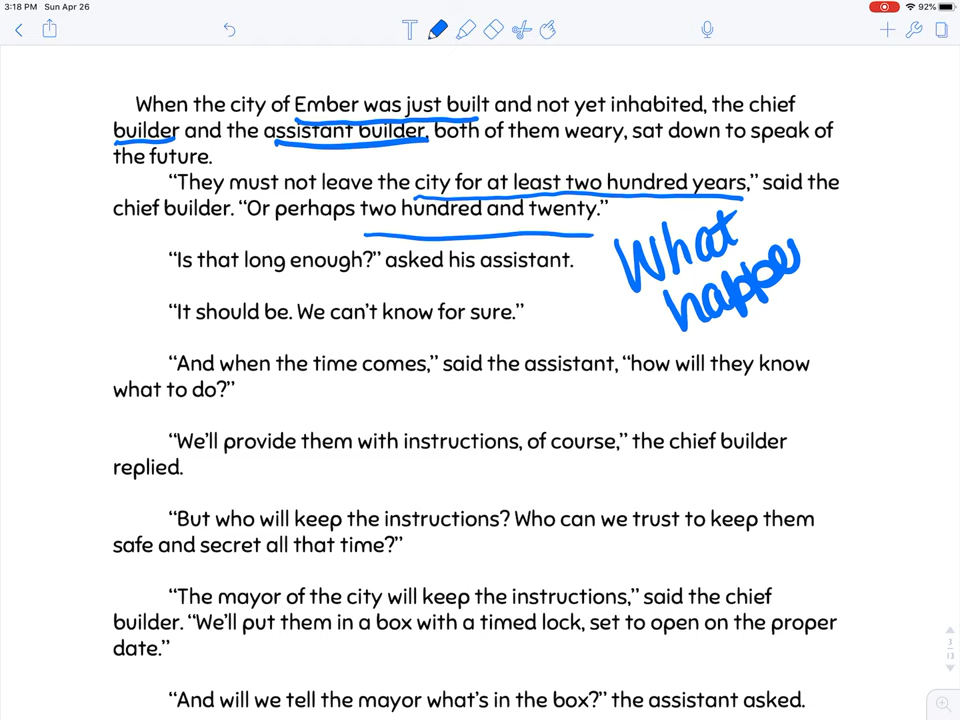 3:18 PM Sun Apr 26
92%
When the city of Ember was just built and not yet inhabited, the chief
builder and the assistant builder, both of them weary, sat down to speak of
the future.
“They must not leave the city for at least two hundred years,” said the
chief builder. “Or perhaps two hundred and twenty.”
What
happe
“Is that long enough?” asked his assistant.
“It should be. We can’t know for sure.”
“And when the time comes,” said the assistant, “how will they know
what to do?”
“We’ll provide them with instructions, of course,” the chief builder
replied.
“But who will keep the instructions? Who can we trust to keep them
safe and secret all that time?”
“The mayor of the city will keep the instructions,” said the chief
builder. “We’ll put them in a box with a timed lock, set to open on the proper
date.”
“And will we tell the mayor what’s in the box?” the assistant asked.